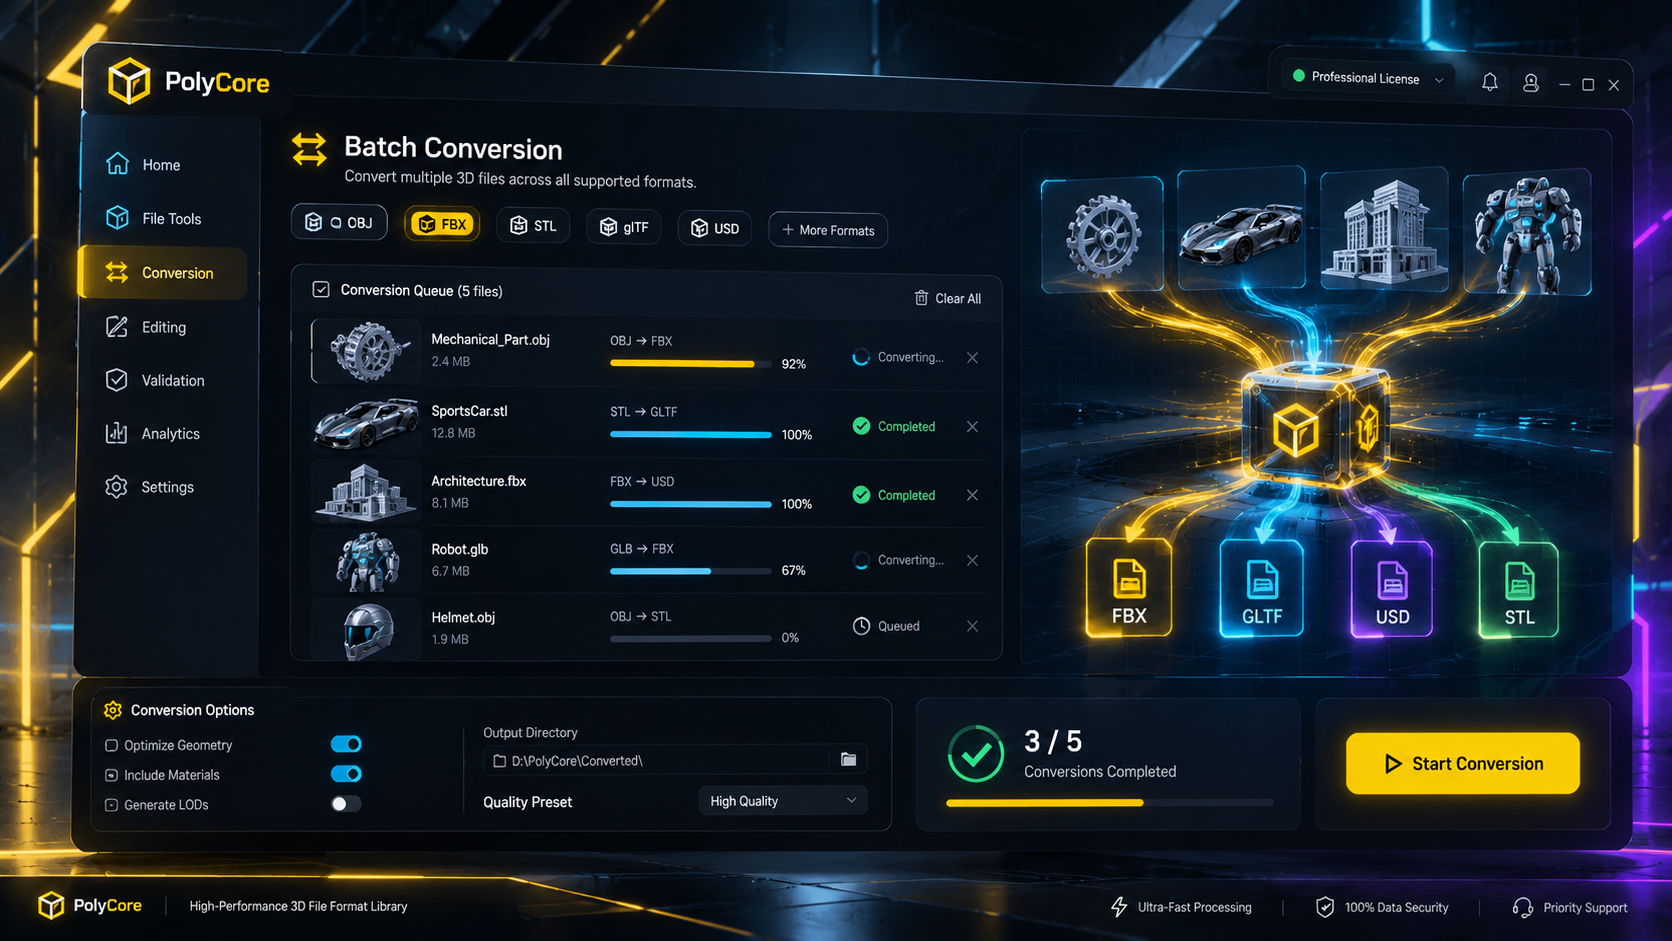 PolyCore
Professional License
Home
File Tools
Conversion
Editing
Validation
Analytics
Settings
Batch Conversion
Convert multiple 3D files across all supported formats.
OBJ
FBX
STL
glTF
USD
+ More Formats
Conversion Queue (5 files)
Clear All
Mechanical_Part.obj
2.4 MB
OBJ → FBX
92%
Converting...
SportsCar.stl
12.8 MB
STL → GLTF
100%
Completed
Architecture.fbx
8.1 MB
FBX → USD
100%
Completed
Robot.glb
6.7 MB
GLB → FBX
67%
Converting...
Helmet.obj
1.9 MB
OBJ → STL
0%
Queued
FBX
GLTF
USD
STL
Conversion Options
Optimize Geometry
Include Materials
Generate LODs
Output Directory
D:\PolyCore\Converted\
Quality Preset
High Quality
3 / 5
Conversions Completed
Start Conversion
PolyCore
High-Performance 3D File Format Library
Ultra-Fast Processing
100% Data Security
Priority Support